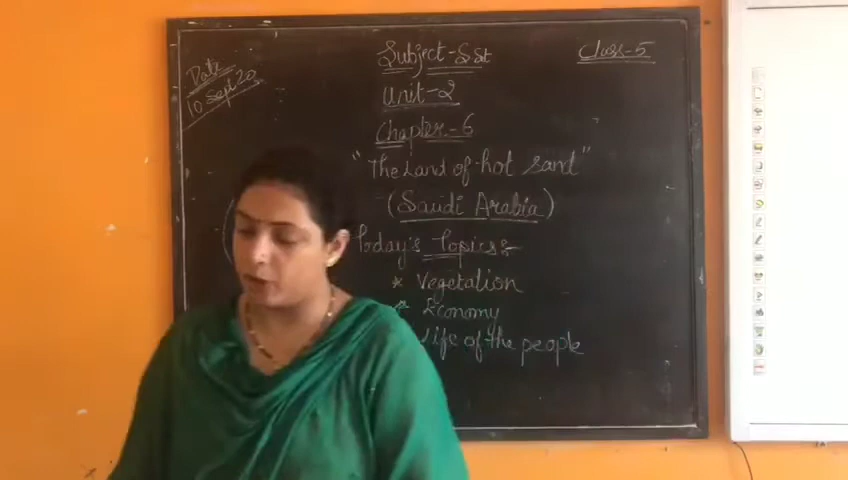 Date
10 Sept 20
Subject - S St
Class - 5
Unit - 2
Chapter - 6
"The Land of hot sand"
(Saudi Arabia)
Today's Topics:-
* Vegetation
* Economy
Life of the people